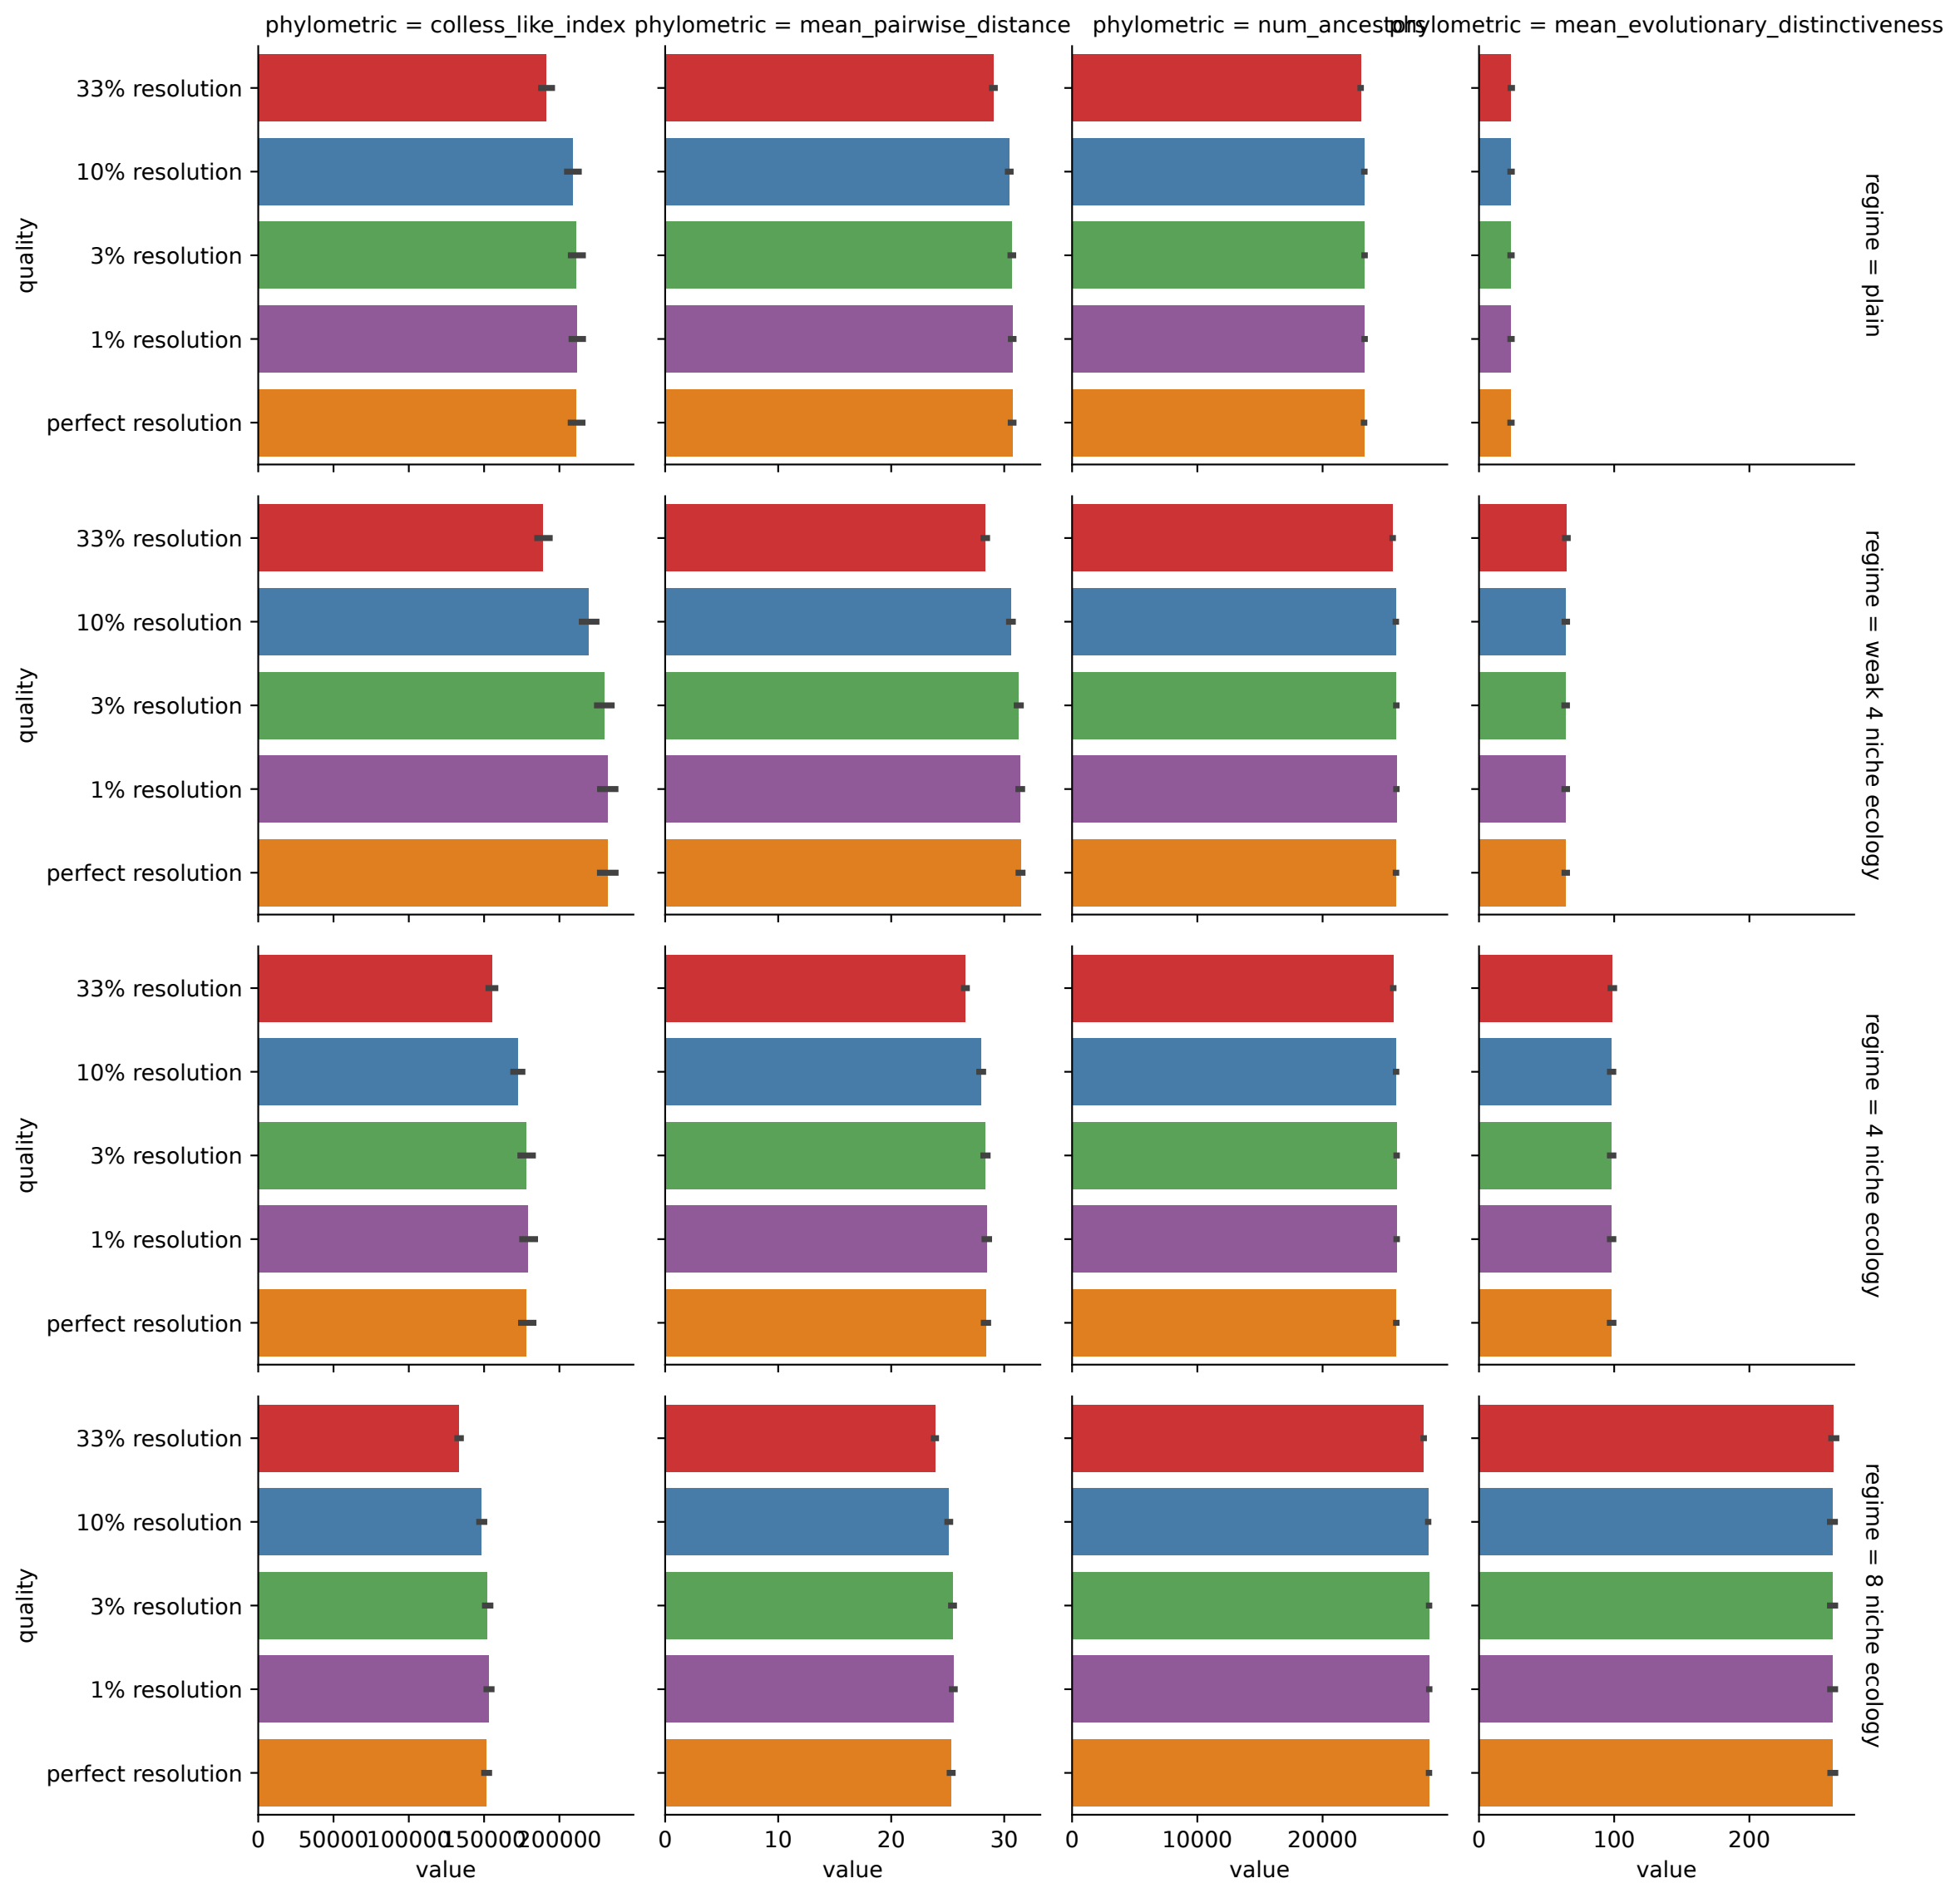 phylometric = colless_like_index
phylometric = mean_pairwise_distance
phylometric = num_ancestors
phylometric = mean_evolutionary_distinctiveness
quality
33% resolution
10% resolution
3% resolution
1% resolution
perfect resolution
regime = plain
quality
33% resolution
10% resolution
3% resolution
1% resolution
perfect resolution
regime = weak 4 niche ecology
quality
33% resolution
10% resolution
3% resolution
1% resolution
perfect resolution
regime = 4 niche ecology
quality
33% resolution
10% resolution
3% resolution
1% resolution
perfect resolution
regime = 8 niche ecology
0 50000 100000 150000 200000
0 10 20 30
0 10000 20000
0 100 200
value
value
value
value